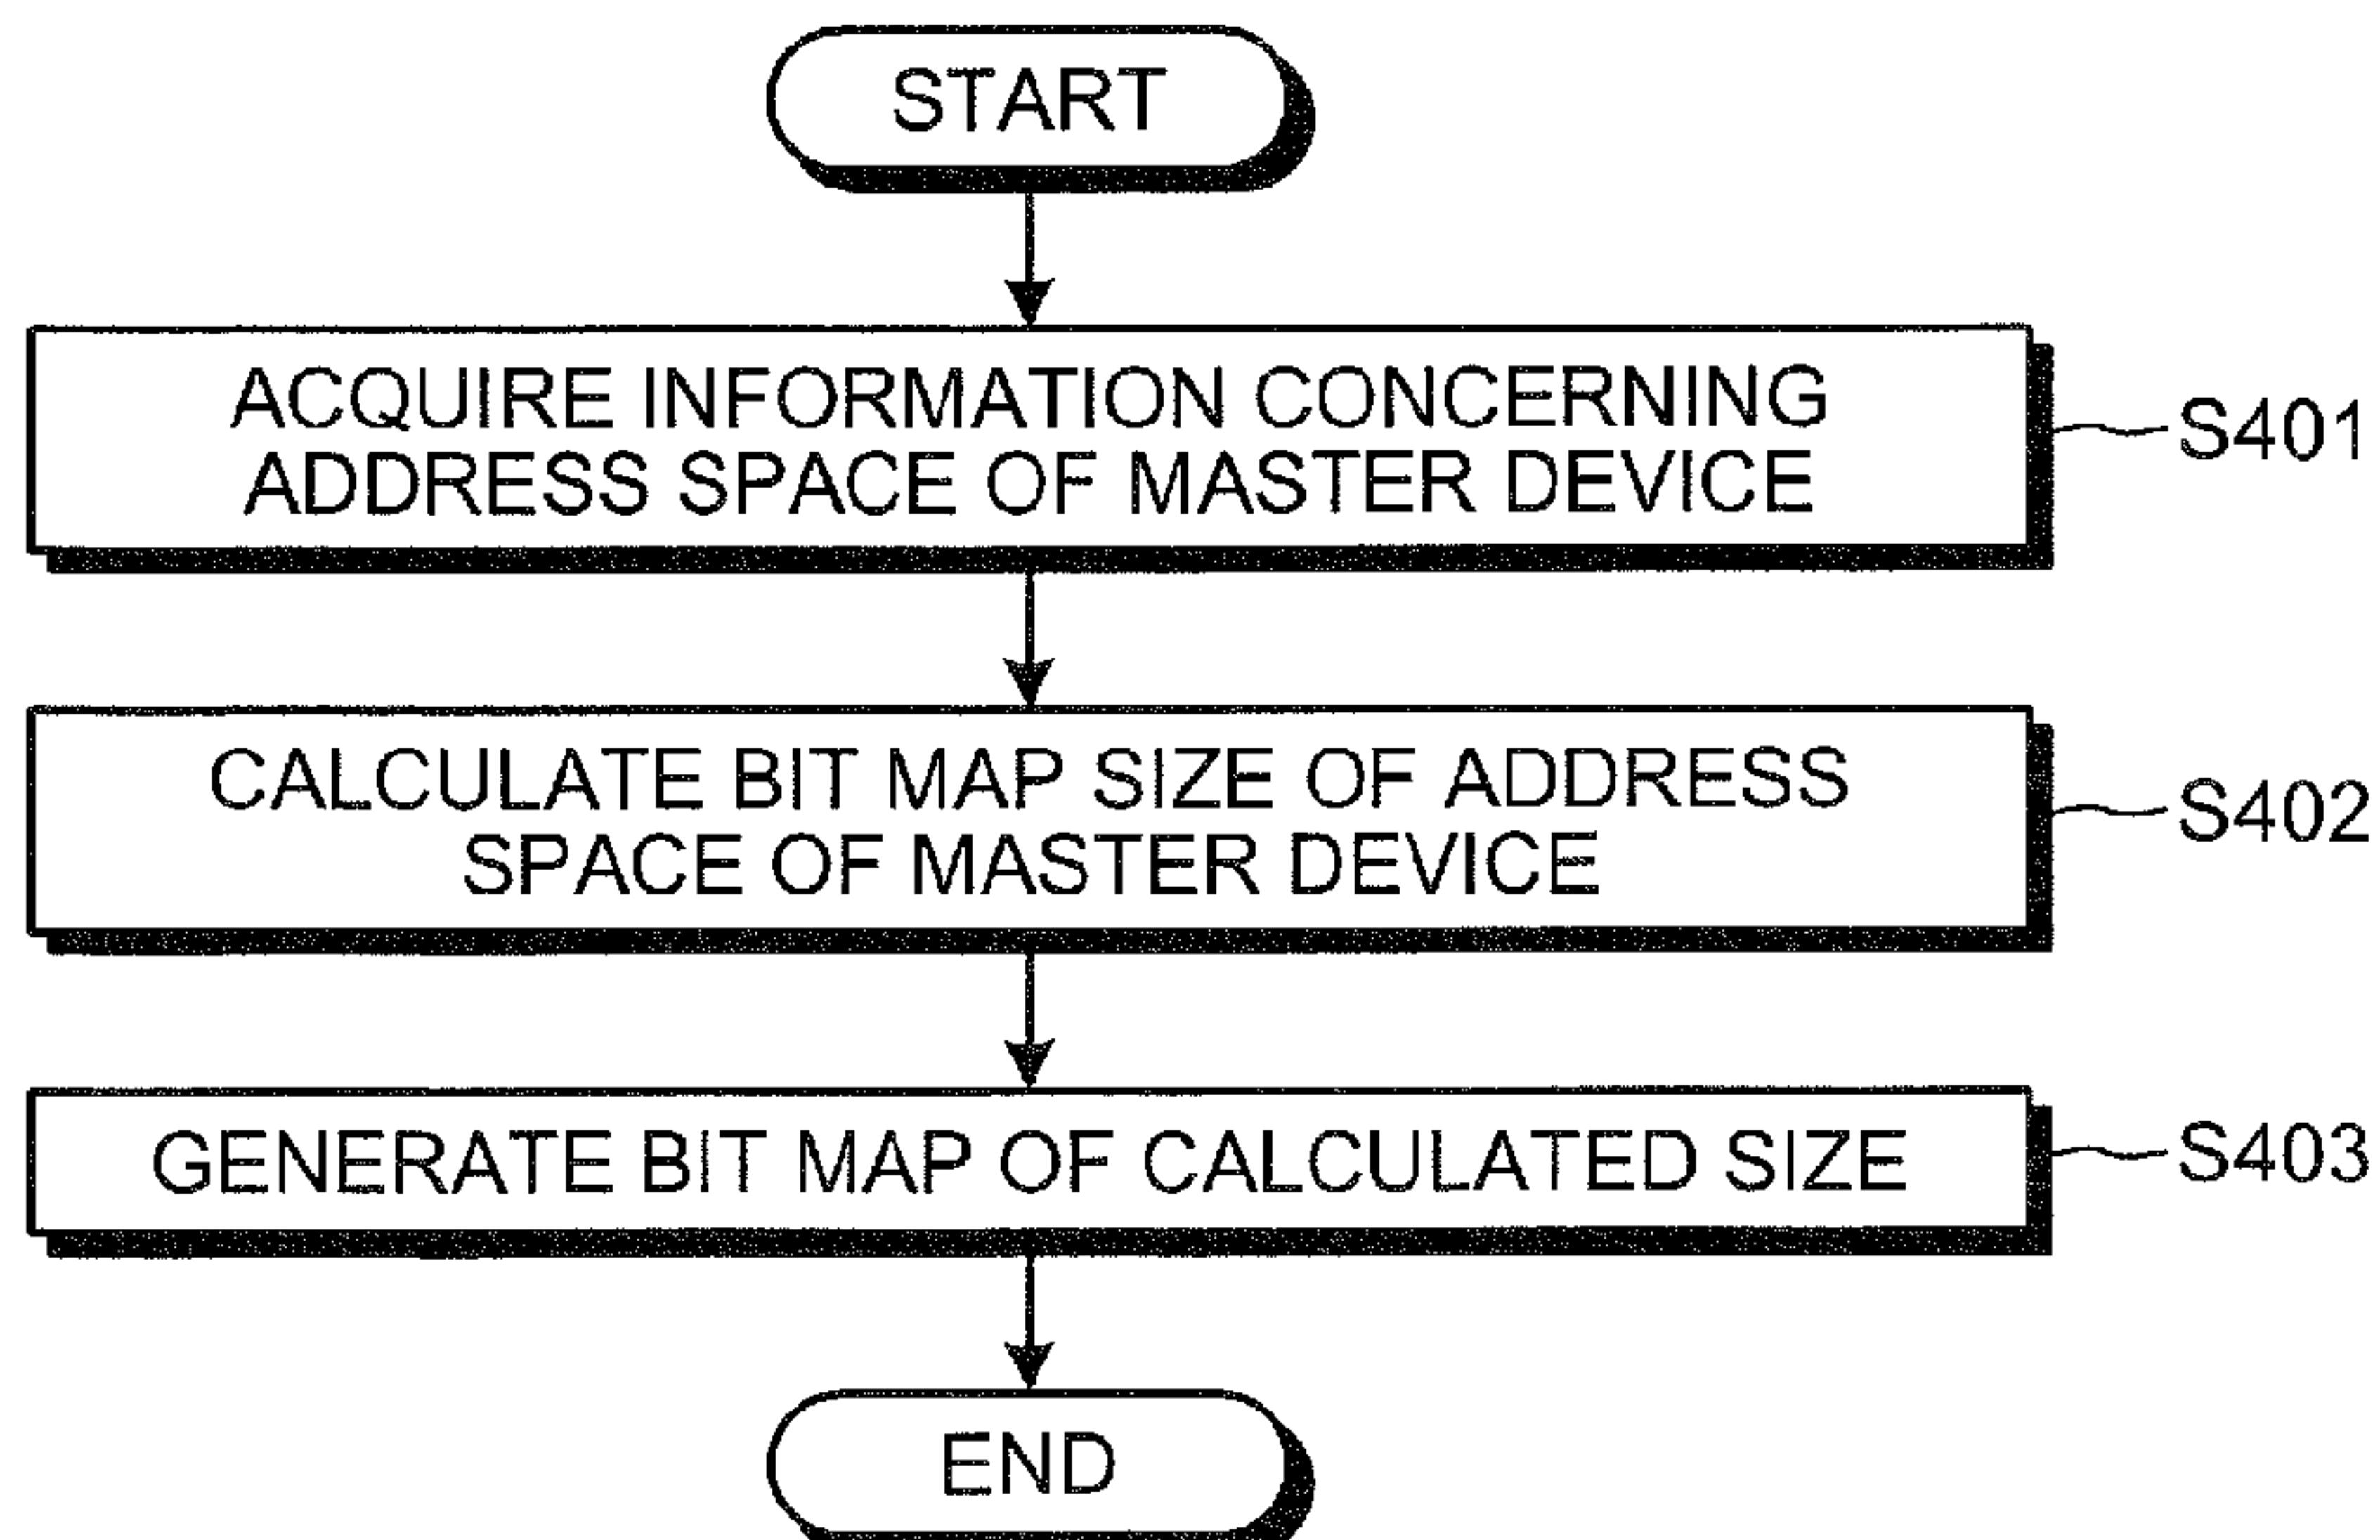 START
ACQUIRE INFORMATION CONCERNING
ADDRESS SPACE OF MASTER DEVICE
S401
CALCULATE BIT MAP SIZE OF ADDRESS
SPACE OF MASTER DEVICE
S402
GENERATE BIT MAP OF CALCULATED SIZE
S403
END